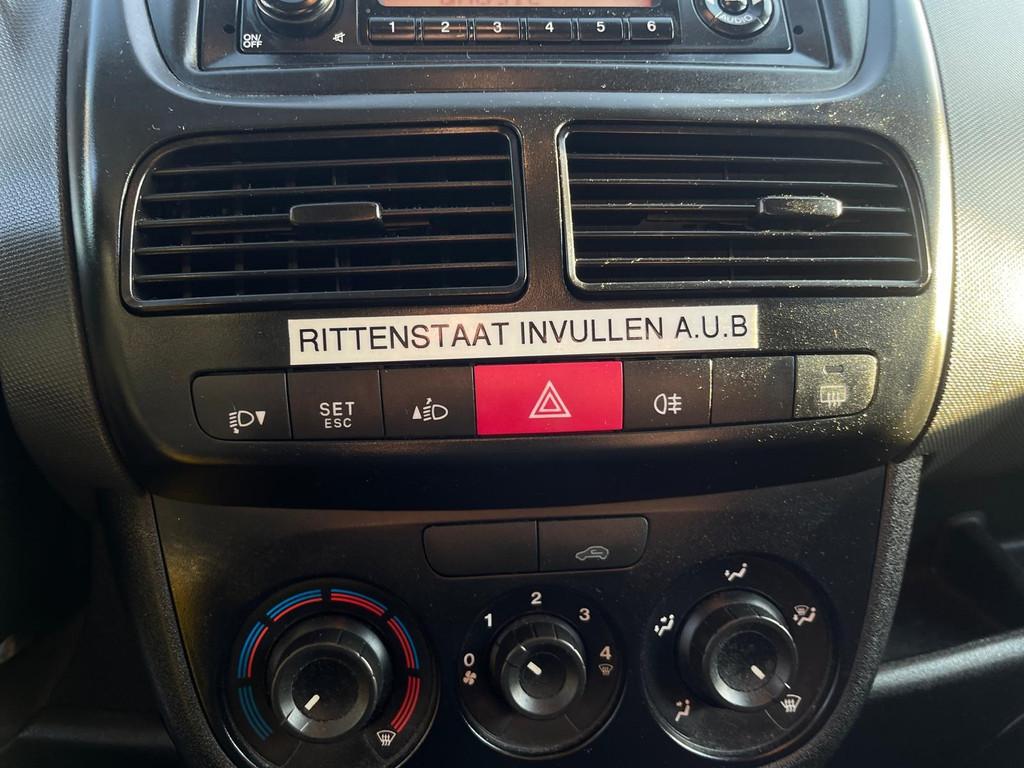 ON/
OFF
1 2 3 4 5 6
AUDIO
RITTENSTAAT INVULLEN A.U.B
SET
ESC
0 1 2 3 4